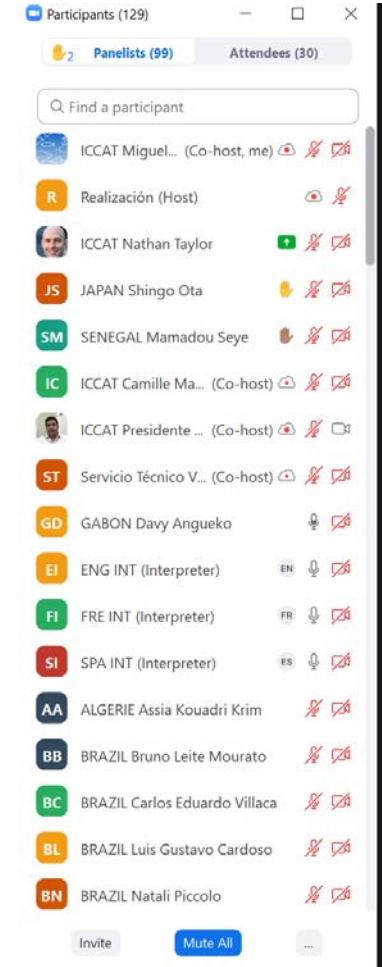 Participants (129)
2 Panelists (99) Attendees (30)
Find a participant
ICCAT Miguel... (Co-host, me)
R Realización (Host)
ICCAT Nathan Taylor
JS JAPAN Shingo Ota
SM SENEGAL Mamadou Seye
IC ICCAT Camille Ma... (Co-host)
ICCAT Presidente ... (Co-host)
ST Servicio Técnico V... (Co-host)
GD GABON Davy Angueko
EI ENG INT (Interpreter) EN
FI FRE INT (Interpreter) FR
SI SPA INT (Interpreter) ES
AA ALGERIE Assia Kouadri Krim
BB BRAZIL Bruno Leite Mourato
BC BRAZIL Carlos Eduardo Villaca
BL BRAZIL Luis Gustavo Cardoso
BN BRAZIL Natali Piccolo
Invite Mute All ...